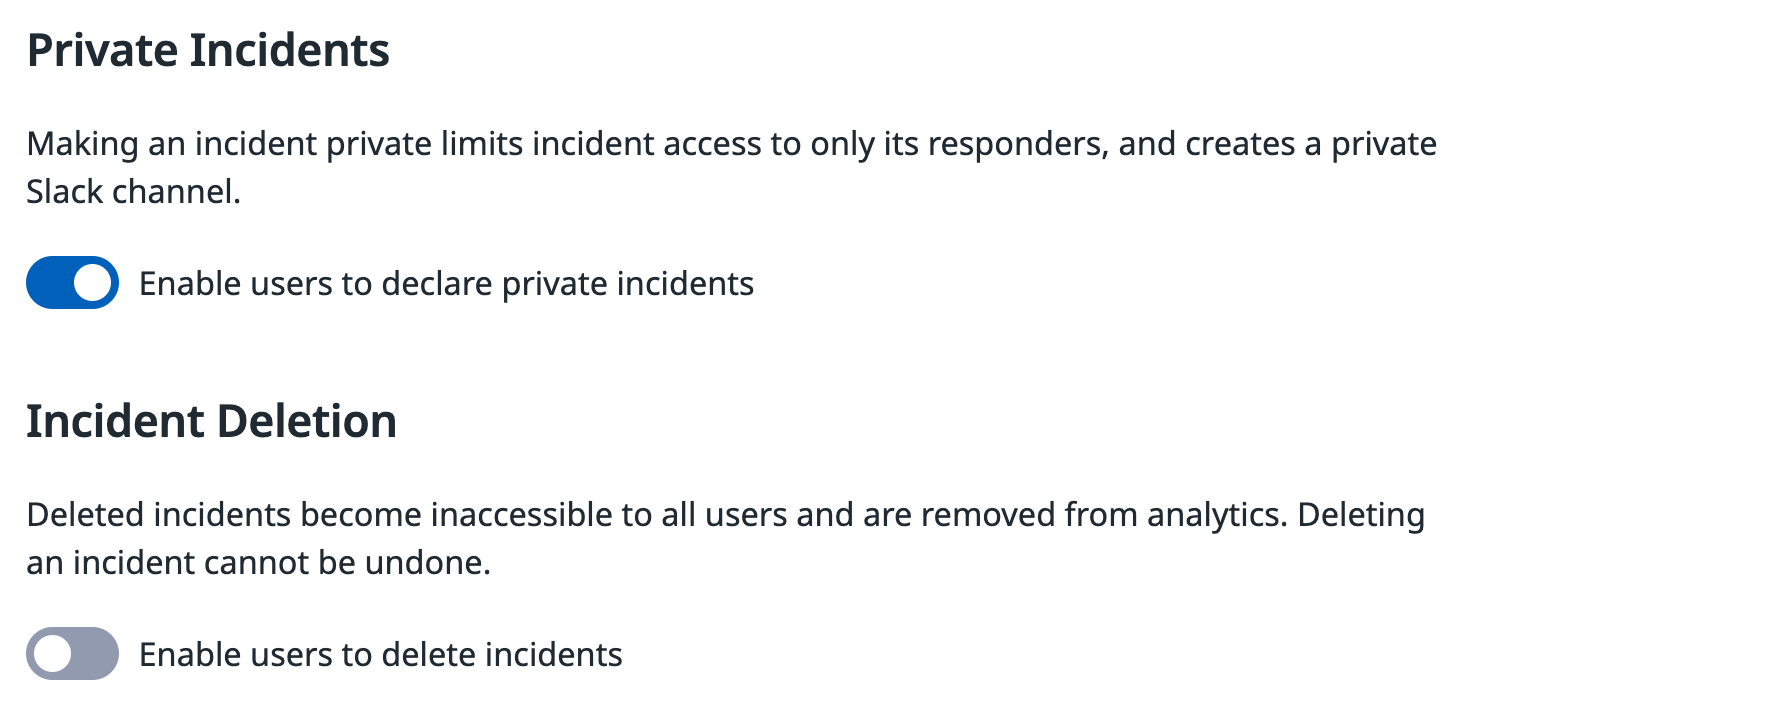 Private Incidents
Making an incident private limits incident access to only its responders, and creates a private
Slack channel.
Enable users to declare private incidents
Incident Deletion
Deleted incidents become inaccessible to all users and are removed from analytics. Deleting
an incident cannot be undone.
Enable users to delete incidents